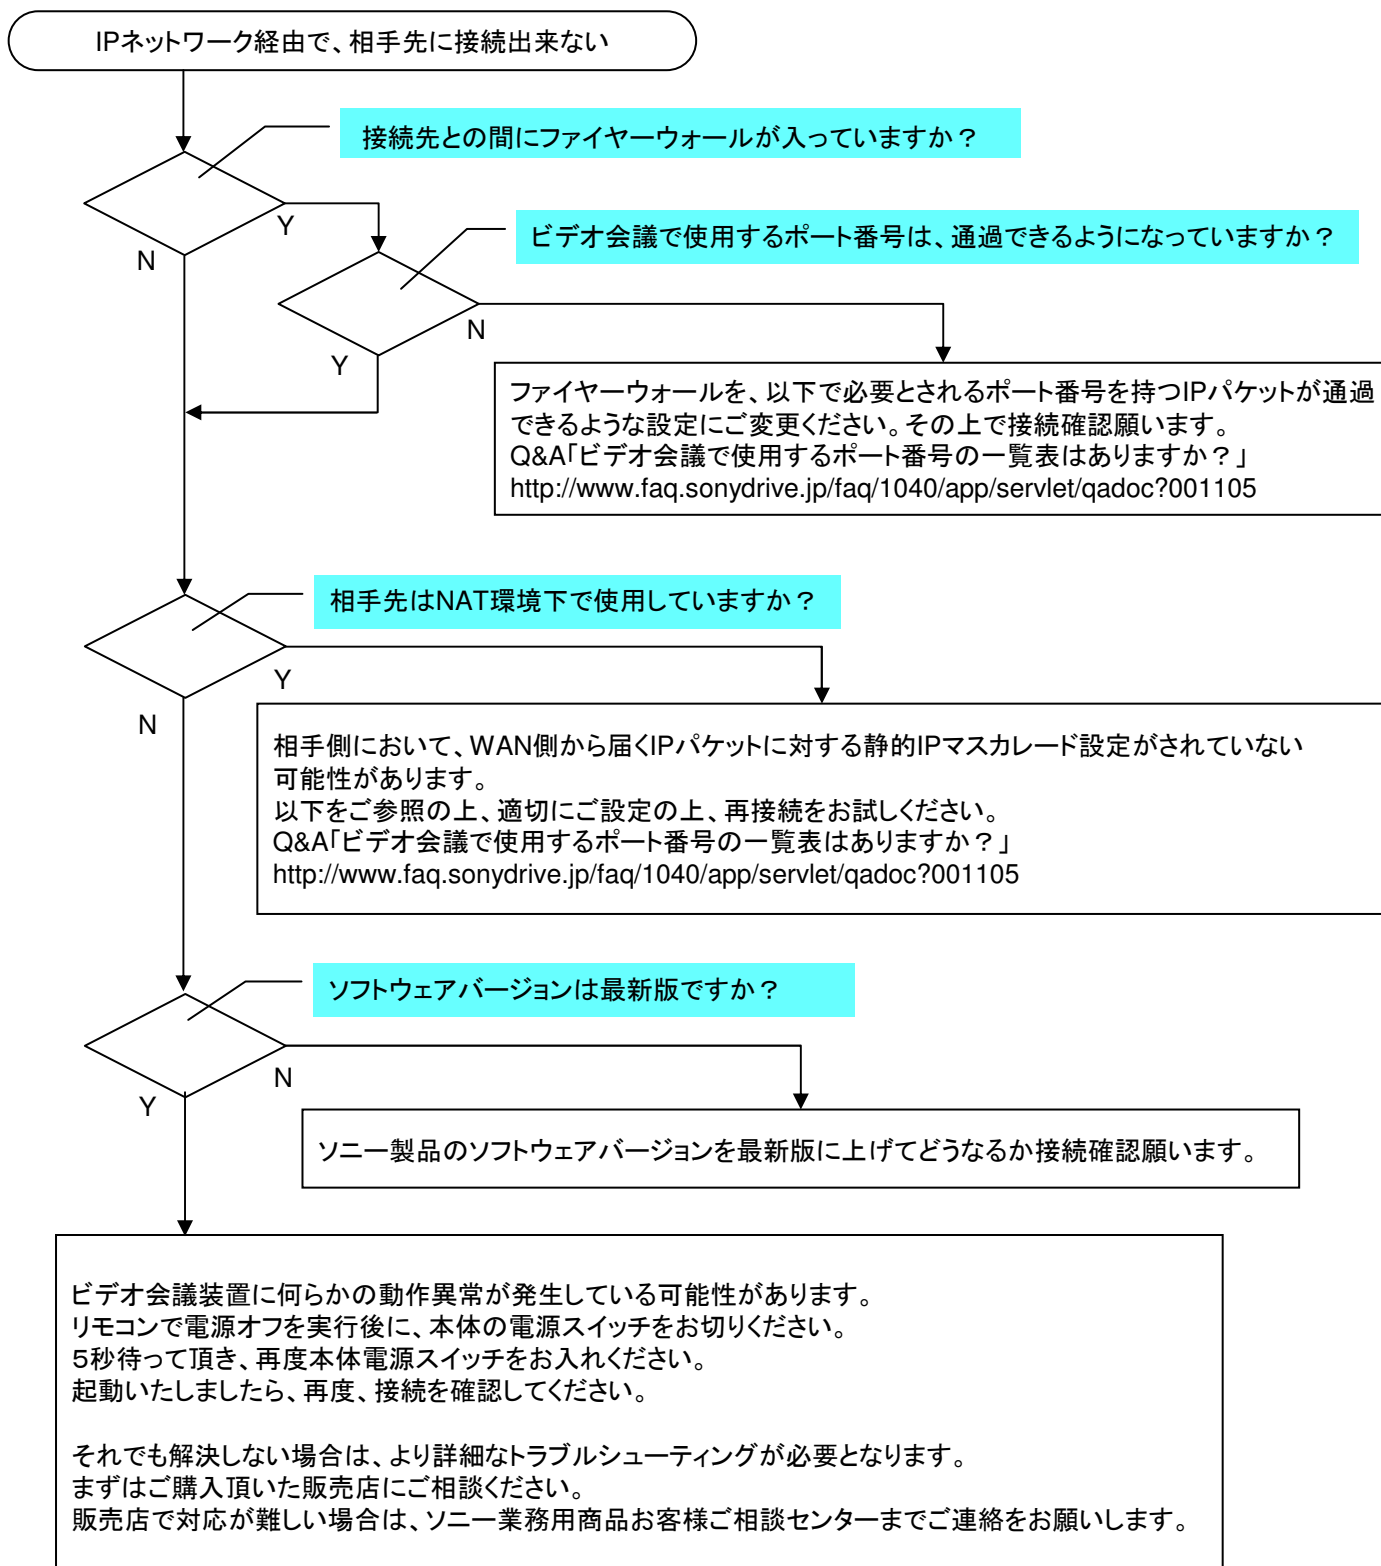 IPネットワーク経由で、相手先に接続出来ない
接続先との間にファイヤーウォールが入っていますか？
Y
N
ビデオ会議で使用するポート番号は、通過できるようになっていますか？
N
Y
ファイヤーウォールを、以下で必要とされるポート番号を持つIPパケットが通過
できるような設定にご変更ください。その上で接続確認願います。
Q&A「ビデオ会議で使用するポート番号の一覧表はありますか？」
http://www.faq.sonydrive.jp/faq/1040/app/servlet/qadoc?001105
相手先はNAT環境下で使用していますか？
Y
N
相手側において、WAN側から届くIPパケットに対する静的IPマスカレード設定がされていない
可能性があります。
以下をご参照の上、適切にご設定の上、再接続をお試しください。
Q&A「ビデオ会議で使用するポート番号の一覧表はありますか？」
http://www.faq.sonydrive.jp/faq/1040/app/servlet/qadoc?001105
ソフトウェアバージョンは最新版ですか？
N
Y
ソニー製品のソフトウェアバージョンを最新版に上げてどうなるか接続確認願います。
ビデオ会議装置に何らかの動作異常が発生している可能性があります。
リモコンで電源オフを実行後に、本体の電源スイッチをお切りください。
５秒待って頂き、再度本体電源スイッチをお入れください。
起動いたしましたら、再度、接続を確認してください。
それでも解決しない場合は、より詳細なトラブルシューティングが必要となります。
まずはご購入頂いた販売店にご相談ください。
販売店で対応が難しい場合は、ソニー業務用商品お客様ご相談センターまでご連絡をお願いします。